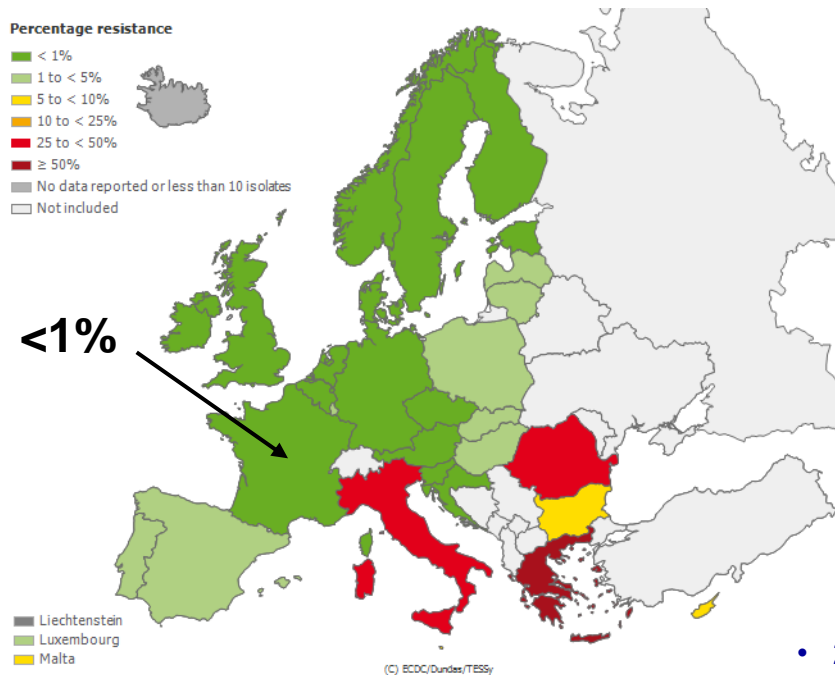 Percentage resistance
< 1%
1 to < 5%
5 to < 10%
10 to < 25%
25 to < 50%
≥ 50%
No data reported or less than 10 isolates
Not included
<1%
Liechtenstein
Luxembourg
Malta
(C) ECDC/Dundas/TESSy
•